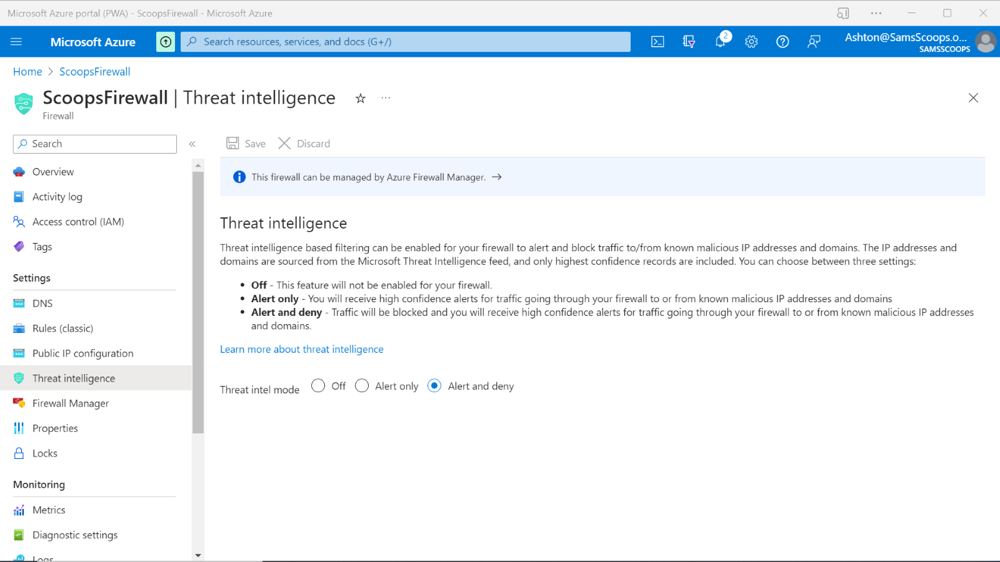 Microsoft Azure portal (PWA) - ScoopsFirewall - Microsoft Azure
Microsoft Azure
Search resources, services, and docs (G+/)
2
Ashton@SamsScoops.o...
SAMSSCOOPS
Home > ScoopsFirewall
ScoopsFirewall | Threat intelligence
Firewall
Search
Overview
Activity log
Access control (IAM)
Tags
Settings
DNS
Rules (classic)
Public IP configuration
Threat intelligence
Firewall Manager
Properties
Locks
Monitoring
Metrics
Diagnostic settings
Logs
Save Discard
This firewall can be managed by Azure Firewall Manager. →
Threat intelligence
Threat intelligence based filtering can be enabled for your firewall to alert and block traffic to/from known malicious IP addresses and domains. The IP addresses and
domains are sourced from the Microsoft Threat Intelligence feed, and only highest confidence records are included. You can choose between three settings:
• Off - This feature will not be enabled for your firewall.
• Alert only - You will receive high confidence alerts for traffic going through your firewall to or from known malicious IP addresses and domains
• Alert and deny - Traffic will be blocked and you will receive high confidence alerts for traffic going through your firewall to or from known malicious IP addresses
and domains.
Learn more about threat intelligence
Threat intel mode Off Alert only Alert and deny